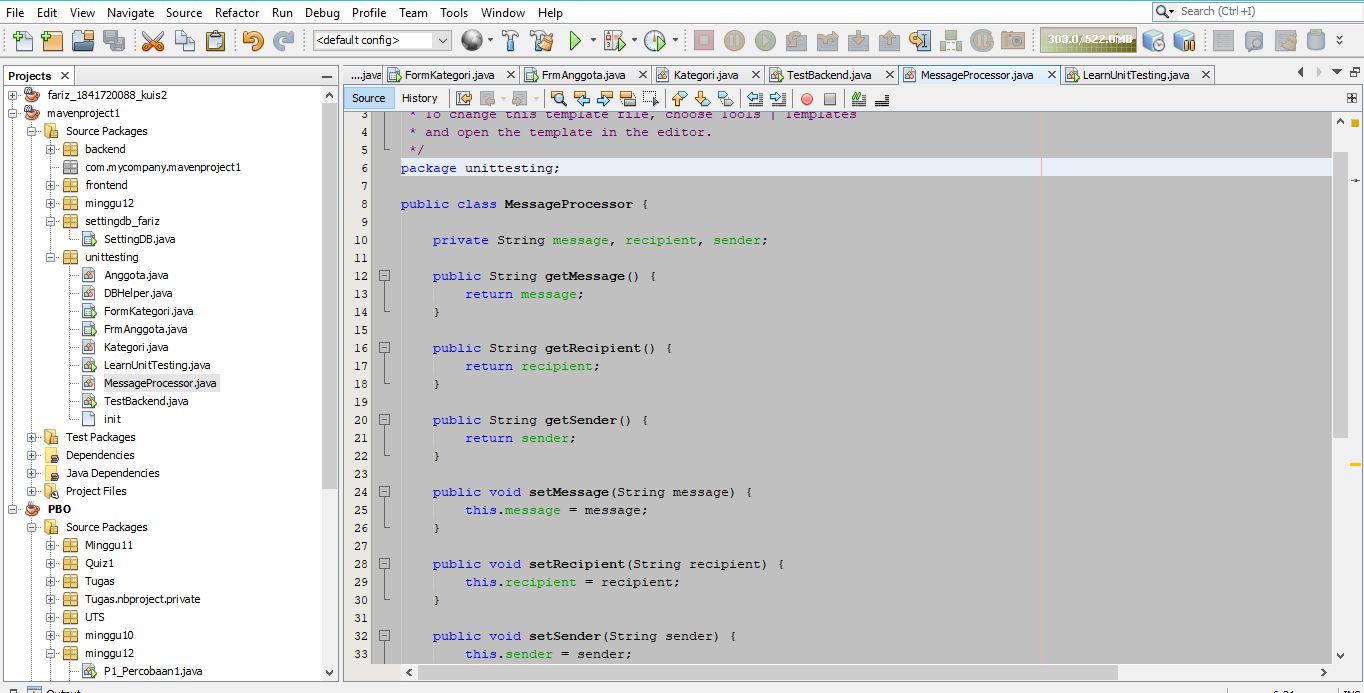 File Edit View Navigate Source Refactor Run Debug Profile Team Tools Window Help
Search (Ctrl+I)
<default config>
303.0/522.0MB
Projects
....java FormKategori.java FrmAnggota.java Kategori.java TestBackend.java MessageProcessor.java LearnUnitTesting.java
Source History
fariz_1841720088_kuis2
mavenproject1
Source Packages
backend
com.mycompany.mavenproject1
frontend
minggu12
settingdb_fariz
SettingDB.java
unittesting
Anggota.java
DBHelper.java
FormKategori.java
FrmAnggota.java
Kategori.java
LearnUnitTesting.java
MessageProcessor.java
TestBackend.java
init
Test Packages
Dependencies
Java Dependencies
Project Files
PBO
Source Packages
Minggu11
Quiz1
Tugas
Tugas.nbproject.private
UTS
minggu10
minggu12
P1_Percobaan1.java
3 * To change this template file, choose Tools | Templates
4 * and open the template in the editor.
5 */
6 package unittesting;
7
8 public class MessageProcessor {
9
10 private String message, recipient, sender;
11
12 public String getMessage() {
13 return message;
14 }
15
16 public String getRecipient() {
17 return recipient;
18 }
19
20 public String getSender() {
21 return sender;
22 }
23
24 public void setMessage(String message) {
25 this.message = message;
26 }
27
28 public void setRecipient(String recipient) {
29 this.recipient = recipient;
30 }
31
32 public void setSender(String sender) {
33 this.sender = sender;
Output